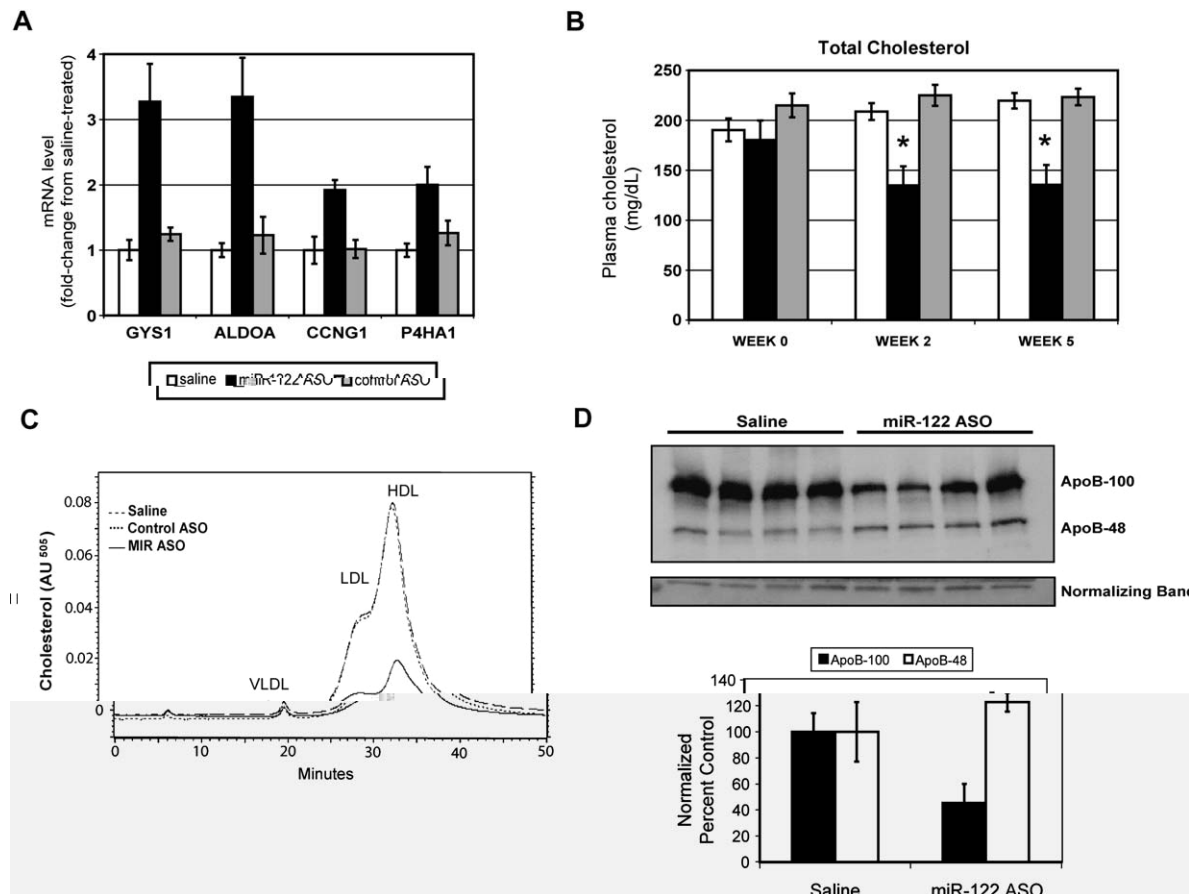 A
mRNA level
(fold-change from saline-treated)
4
3
2
1
0
GYS1 ALDOA CCNG1 P4HA1
saline
B
Total Cholesterol
Plasma cholesterol
(mg/dL)
250
200
150
100
50
0
* *
WEEK 0 WEEK 2 WEEK 5
C
Cholesterol (AU 505)
0.08
0.06
0.04
0.02
0
Saline
Control ASO
MIR ASO
VLDL
LDL
HDL
0 10 20 30 40 50
Minutes
D
Saline miR-122 ASO
ApoB-100
ApoB-48
Normalizing Band
ApoB-100 ApoB-48
Normalized
Percent Control
140
120
100
80
60
40
20
0
Saline miR-122 ASO